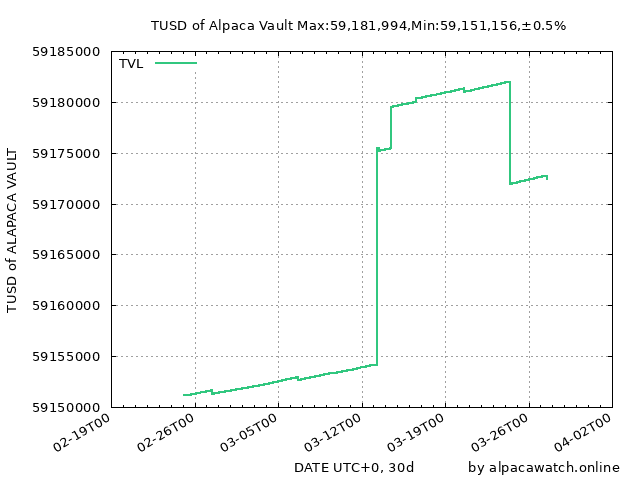 TUSD of Alpaca Vault Max:59,181,994,Min:59,151,156,±0.5%
TVL
TUSD of ALAPACA VAULT
59185000
59180000
59175000
59170000
59165000
59160000
59155000
59150000
02-19T00
02-26T00
03-05T00
03-12T00
03-19T00
03-26T00
04-02T00
DATE UTC+0, 30d
by alpacawatch.online